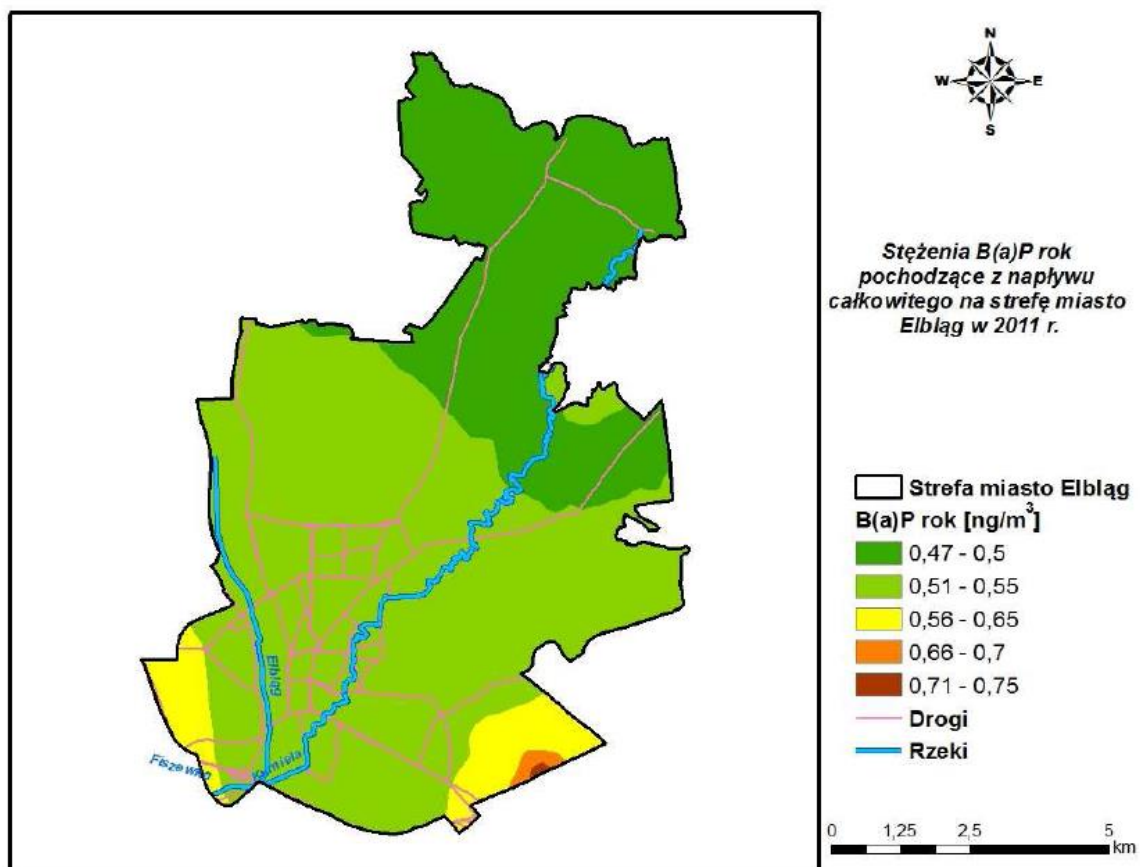 N
W E
S
Stężenia B(a)P rok
pochodzące z napływu
całkowitego na strefę miasto
Elbląg w 2011 r.
Strefa miasto Elbląg
B(a)P rok [ng/m³]
0,47 - 0,5
0,51 - 0,55
0,56 - 0,65
0,66 - 0,7
0,71 - 0,75
Drogi
Rzeki
0 1,25 2,5 5
km
Elbląg
Kumiela